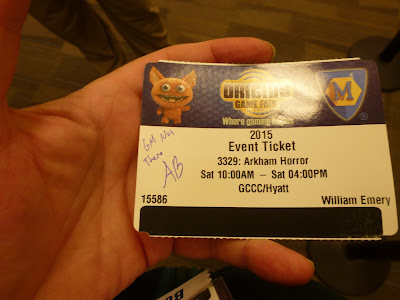 ORIGINS
GAME FAIR
Where gaming
M
®
2015
Event Ticket
3329: Arkham Horror
Sat 10:00AM – Sat 04:00PM
GCCC/Hyatt
15586
William Emery
GM Not
There
AB